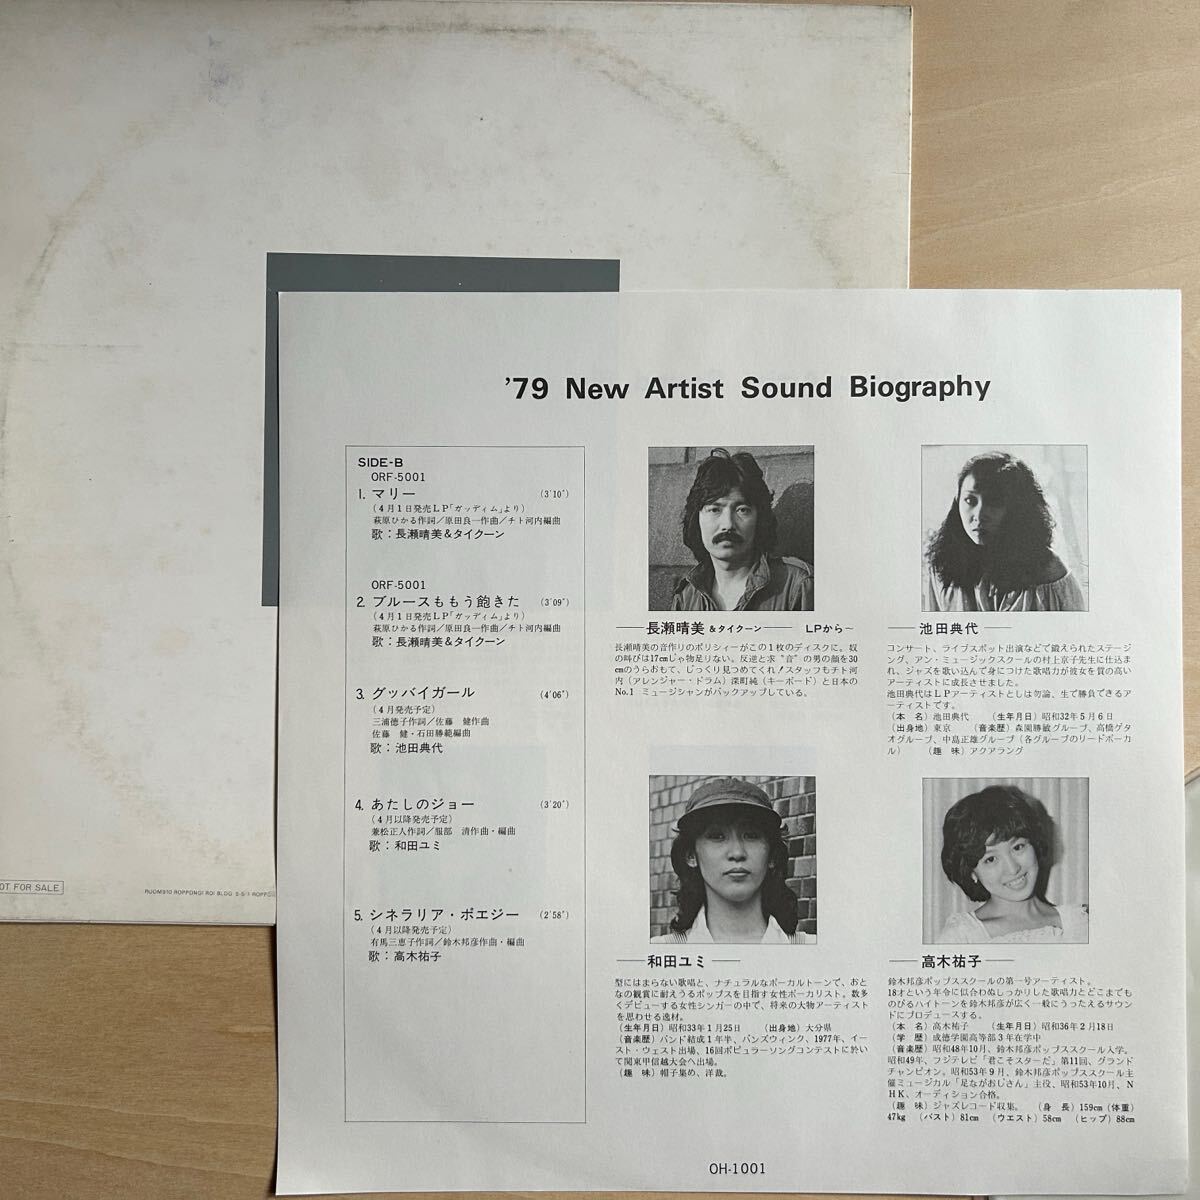 '79 New Artist Sound Biography
SIDE-B
ORF-5001
1. マリー (3'10")
(4月1日発売LP「ガッディム」より)
萩原ひかる作詞/原田良一作曲/チト河内編曲
歌:長瀬晴美&タイクーン
ORF-5001
2. ブルースももう飽きた (3'09")
(4月1日発売LP「ガッディム」より)
萩原ひかる作詞/原田良一作曲/チト河内編曲
歌:長瀬晴美&タイクーン
3. グッバイガール (4'06")
(4月発売予定)
三浦徳子作詞/佐藤 健作曲
佐藤 健・石田勝範編曲
歌:池田典代
4. あたしのジョー (3'20")
(4月以降発売予定)
兼松正人作詞/服部 清作曲・編曲
歌:和田ユミ
5. シネラリア・ポエジー (2'58")
(4月以降発売予定)
有馬三恵子作詞/鈴木邦彦作曲・編曲
歌:高木祐子
長瀬晴美&タイクーン LPから~
長瀬晴美の音作りのポリシィーがこの1枚のディスクに。奴
の叫びは17cmじゃ物足りない。反逆と求“音”の男の顔を30
cmのうらおもて、じっくり見つめてくれ!スタッフもチト河
内(アレンジャー・ドラム)深町純(キーボード)と日本の
No.1 ミュージシャンがバックアップしている。
池田典代
コンサート、ライブスポット出演などで鍛えられたステージ
ング、アン・ミュージックスクールの村上京子先生に仕込ま
れ、ジャズを歌い込んで身につけた歌唱力が彼女を質の高い
アーティストに成長させました。
池田典代はLPアーティストとしは勿論、生で勝負できるア
ーティストです。
(本 名)池田典代 (生年月日)昭和32年5月6日
(出身地)東京 (音楽歴)森園勝敏グループ、高橋ゲタ
オグループ、中島正雄グループ(各グループのリードボーカ
ル) (趣 味)アクアラング
和田ユミ
型にはまらない歌唱と、ナチュラルなボーカルトーンで、おと
なの観賞に耐えうるポップスを目指す女性ボーカリスト。数多
くデビューする女性シンガーの中で、将来の大物アーティスト
を思わせる逸材。
(生年月日)昭和33年1月25日 (出身地)大分県
(音楽歴)バンド結成1年半、バンズウィンク、1977年、イー
スト・ウェスト出場、16回ポピュラーソングコンテストに於い
て関東甲信越大会へ出場。
(趣 味)帽子集め、洋裁。
高木祐子
鈴木邦彦ポップススクールの第一号アーティスト。
18才という年令に似合わぬしっかりした歌唱力とどこまでも
のびるハイトーンを鈴木邦彦が広く一般にうったえるサウン
ドにプロデュースする。
(本 名)高木祐子 (生年月日)昭和36年2月18日
(学 歴)成徳学園高等部3年在学中
(音楽歴)昭和48年10月、鈴木邦彦ポップススクール入学。
昭和49年、フジテレビ「君こそスターだ」第11回、グランド
チャンピオン。昭和53年9月、鈴木邦彦ポップススクール主
催ミュージカル「足ながおじさん」主役、昭和53年10月、N
HK、オーディション合格。
(趣 味)ジャズレコード収集。 (身 長)159cm(体重)
47kg (バスト)81cm (ウエスト)58cm (ヒップ)88cm
OH-1001
OT FOR SALE
ROOM910 ROPPONGI ROI BLDG. 5-5-1 ROPPO